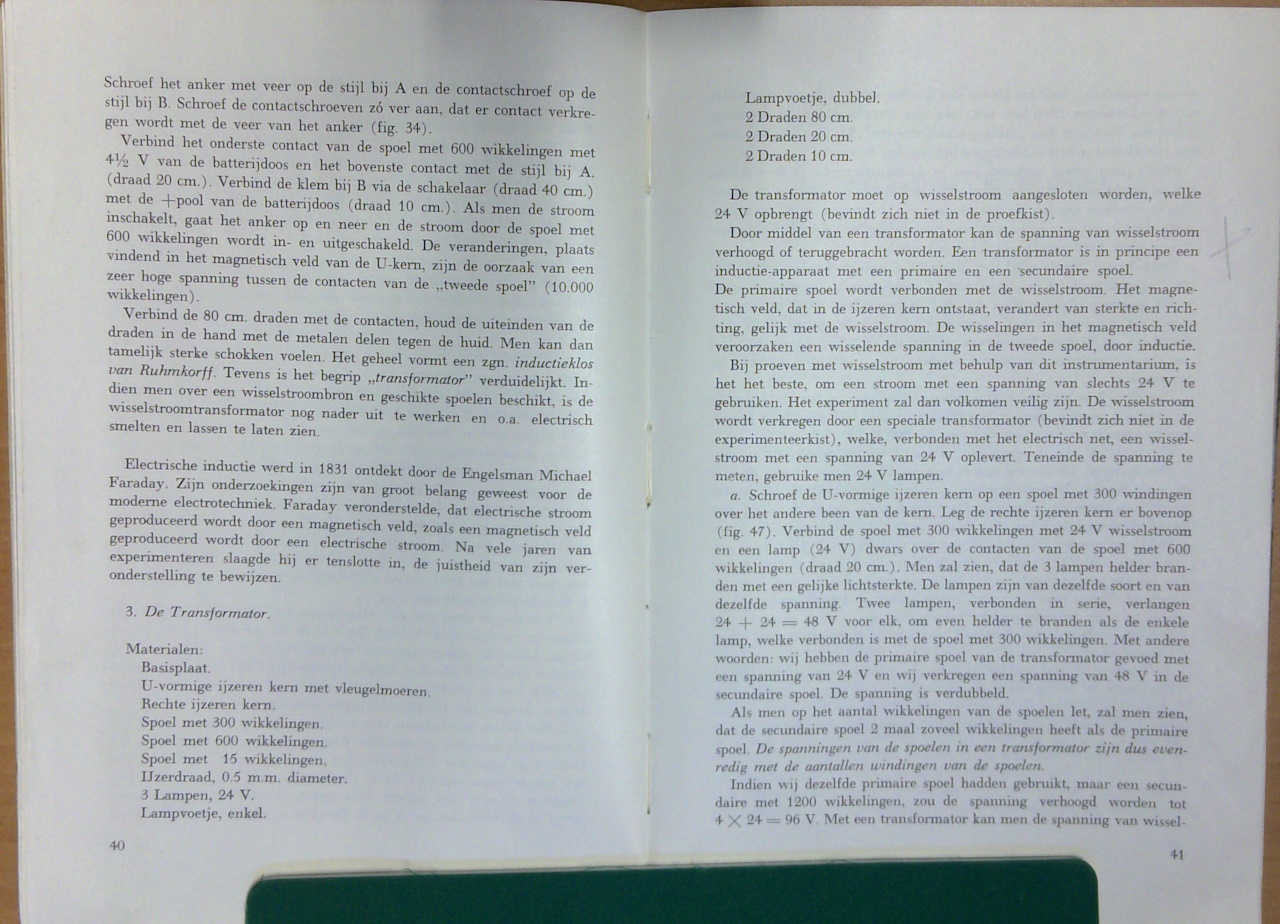 Schroef het anker met veer op de stijl bij A en de contactschroef op de
stijl bij B. Schroef de contactschroeven zó ver aan, dat er contact verkre-
gen wordt met de veer van het anker (fig. 34).
Verbind het onderste contact van de spoel met 600 wikkelingen met
4½ V van de batterijdoos en het bovenste contact met de stijl bij A.
(draad 20 cm.). Verbind de klem bij B via de schakelaar (draad 40 cm.)
met de +pool van de batterijdoos (draad 10 cm.). Als men de stroom
inschakelt, gaat het anker op en neer en de stroom door de spoel met
600 wikkelingen wordt in- en uitgeschakeld. De veranderingen, plaats
vindend in het magnetisch veld van de U-kern, zijn de oorzaak van een
zeer hoge spanning tussen de contacten van de „tweede spoel” (10.000
wikkelingen).
Verbind de 80 cm. draden met de contacten, houd de uiteinden van de
draden in de hand met de metalen delen tegen de huid. Men kan dan
tamelijk sterke schokken voelen. Het geheel vormt een zgn. inductieklos
van Ruhmkorff. Tevens is het begrip „transformator” verduidelijkt. In-
dien men over een wisselstroombron en geschikte spoelen beschikt, is de
wisselstroomtransformator nog nader uit te werken en o.a. electrisch
smelten en lassen te laten zien.
Electrische inductie werd in 1831 ontdekt door de Engelsman Michael
Faraday. Zijn onderzoekingen zijn van groot belang geweest voor de
moderne electrotechniek. Faraday veronderstelde, dat electrische stroom
geproduceerd wordt door een magnetisch veld, zoals een magnetisch veld
geproduceerd wordt door een electrische stroom. Na vele jaren van
experimenteren slaagde hij er tenslotte in, de juistheid van zijn ver-
onderstelling te bewijzen.
3. De Transformator.
Materialen:
Basisplaat.
U-vormige ijzeren kern met vleugelmoeren.
Rechte ijzeren kern.
Spoel met 300 wikkelingen.
Spoel met 600 wikkelingen.
Spoel met 15 wikkelingen.
IJzerdraad, 0.5 m.m. diameter.
3 Lampen, 24 V.
Lampvoetje, enkel.
40
Lampvoetje, dubbel.
2 Draden 80 cm.
2 Draden 20 cm.
2 Draden 10 cm.
De transformator moet op wisselstroom aangesloten worden, welke
24 V opbrengt (bevindt zich niet in de proefkist).
Door middel van een transformator kan de spanning van wisselstroom
verhoogd of teruggebracht worden. Een transformator is in principe een
inductie-apparaat met een primaire en een secundaire spoel.
De primaire spoel wordt verbonden met de wisselstroom. Het magne-
tisch veld, dat in de ijzeren kern ontstaat, verandert van sterkte en rich-
ting, gelijk met de wisselstroom. De wisselingen in het magnetisch veld
veroorzaken een wisselende spanning in de tweede spoel, door inductie.
Bij proeven met wisselstroom met behulp van dit instrumentarium, is
het het beste, om een stroom met een spanning van slechts 24 V te
gebruiken. Het experiment zal dan volkomen veilig zijn. De wisselstroom
wordt verkregen door een speciale transformator (bevindt zich niet in de
experimenteerkist), welke, verbonden met het electrisch net, een wissel-
stroom met een spanning van 24 V oplevert. Teneinde de spanning te
meten, gebruike men 24 V lampen.
a. Schroef de U-vormige ijzeren kern op een spoel met 300 windingen
over het andere been van de kern. Leg de rechte ijzeren kern er bovenop
(fig. 47). Verbind de spoel met 300 wikkelingen met 24 V wisselstroom
en een lamp (24 V) dwars over de contacten van de spoel met 600
wikkelingen (draad 20 cm.). Men zal zien, dat de 3 lampen helder bran-
den met een gelijke lichtsterkte. De lampen zijn van dezelfde soort en van
dezelfde spanning. Twee lampen, verbonden in serie, verlangen
24 + 24 = 48 V voor elk, om even helder te branden als de enkele
lamp, welke verbonden is met de spoel met 300 wikkelingen. Met andere
woorden: wij hebben de primaire spoel van de transformator gevoed met
een spanning van 24 V en wij verkregen een spanning van 48 V in de
secundaire spoel. De spanning is verdubbeld.
Als men op het aantal wikkelingen van de spoelen let, zal men zien,
dat de secundaire spoel 2 maal zoveel wikkelingen heeft als de primaire
spoel. De spanningen van de spoelen in een transformator zijn dus even-
redig met de aantallen windingen van de spoelen.
Indien wij dezelfde primaire spoel hadden gebruikt, maar een secun-
daire met 1200 wikkelingen, zou de spanning verhoogd worden tot
4 × 24 = 96 V. Met een transformator kan men de spanning van wissel-
41